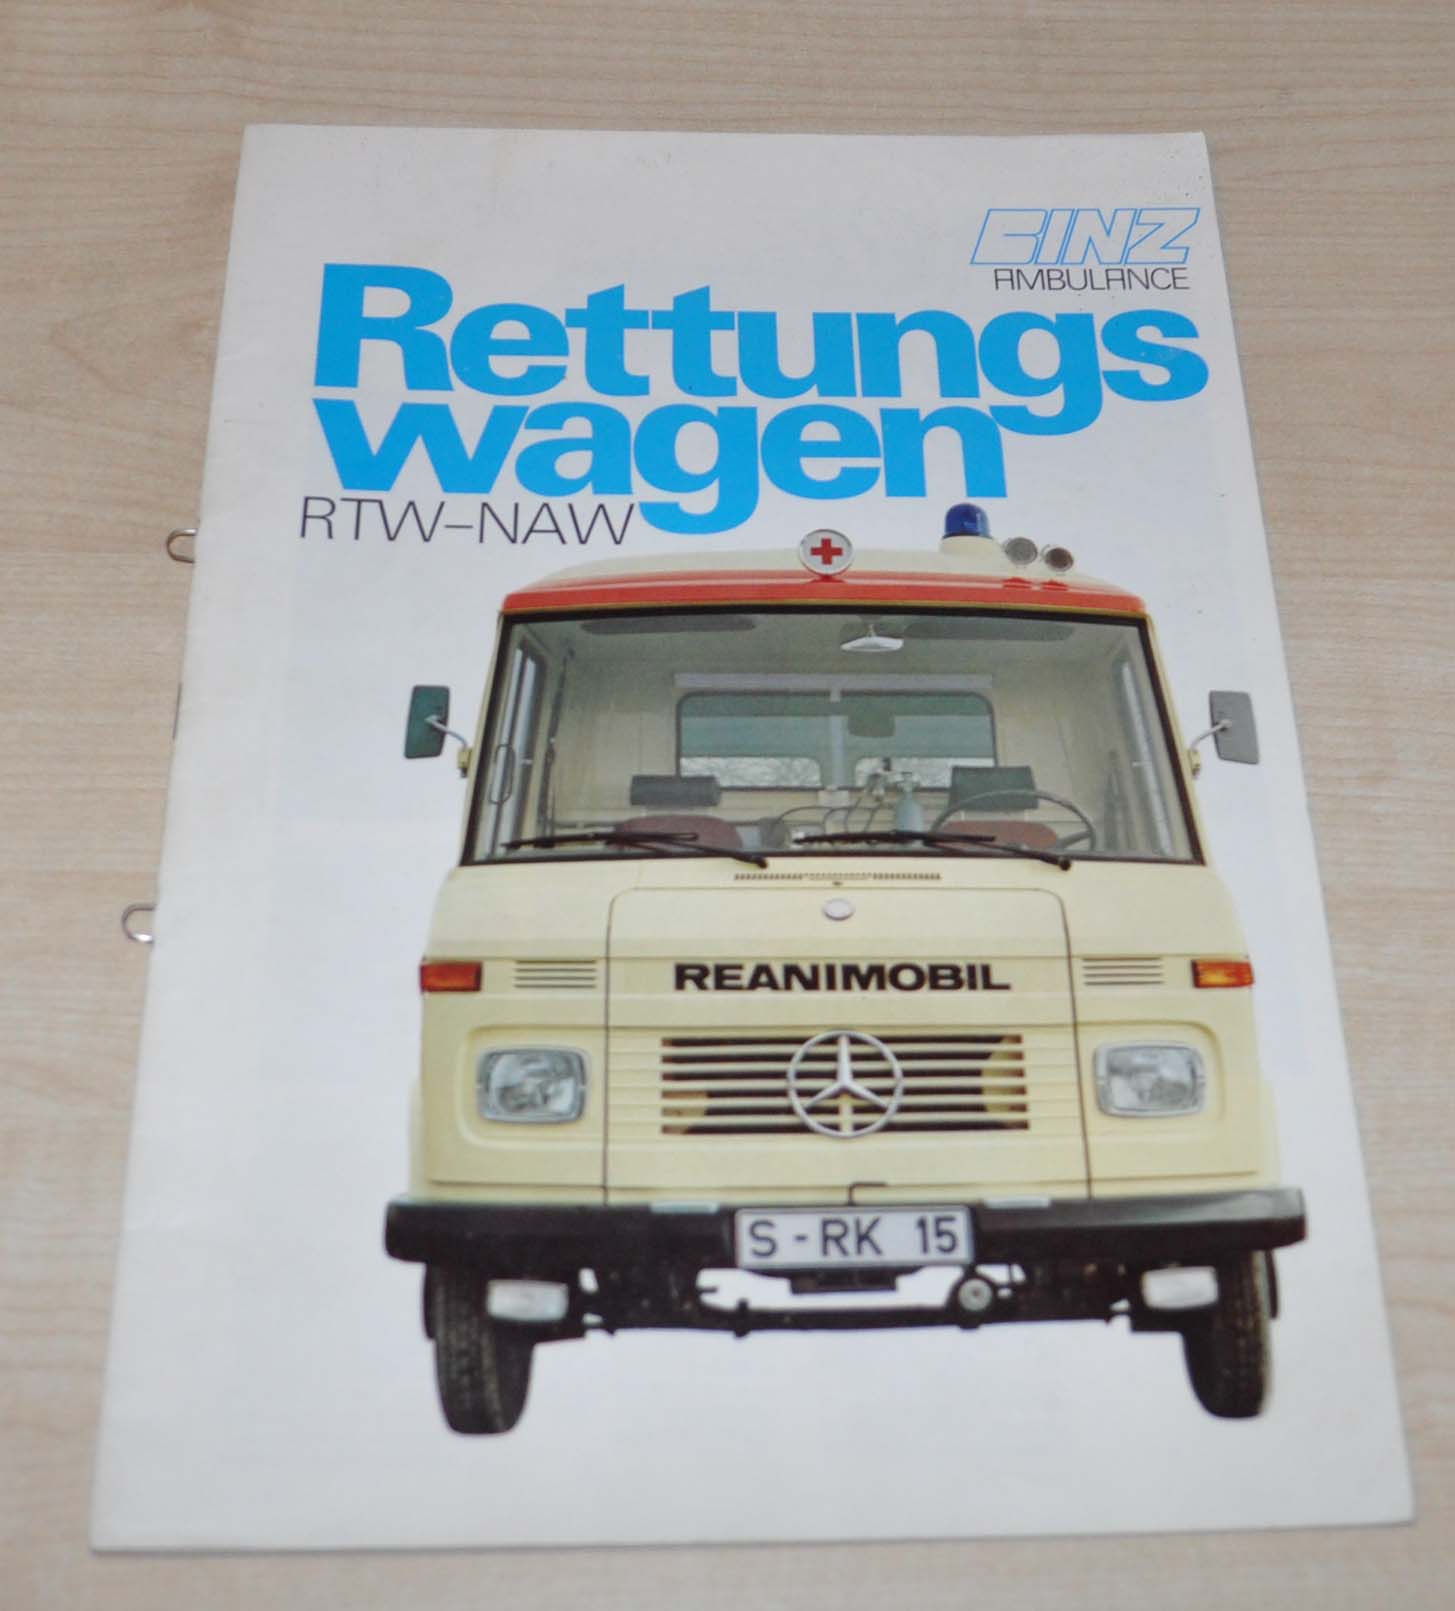 BINZ
AMBULANCE
Rettungs
wagen
RTW-NAW
REANIMOBIL
S-RK 15